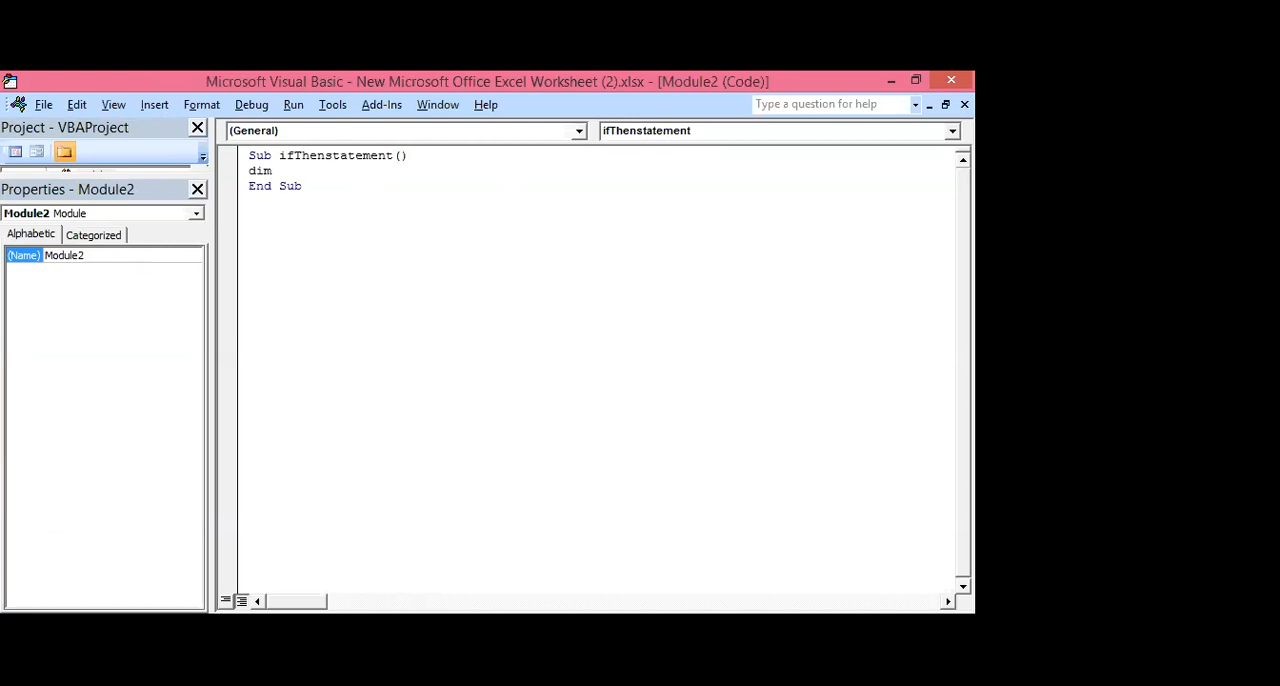 Microsoft Visual Basic - New Microsoft Office Excel Worksheet (2).xlsx - [Module2 (Code)]
File Edit View Insert Format Debug Run Tools Add-Ins Window Help Type a question for help
Project - VBAProject
(General) ifThenstatement
Sub ifThenstatement()
dim
End Sub
Properties - Module2
Module2 Module
Alphabetic Categorized
(Name) Module2